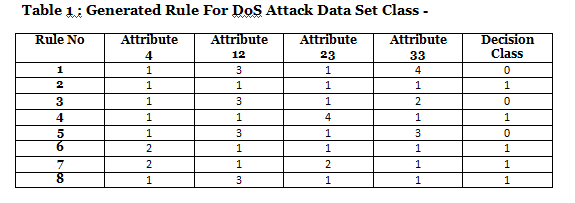 Table 1 : Generated Rule For DoS Attack Data Set Class -
Rule No Attribute 4 Attribute 12 Attribute 23 Attribute 33 Decision Class
1 1 3 1 4 0
2 1 1 1 1 1
3 1 3 1 2 0
4 1 1 4 1 1
5 1 3 1 3 0
6 2 1 1 1 1
7 2 1 2 1 1
8 1 3 1 1 1